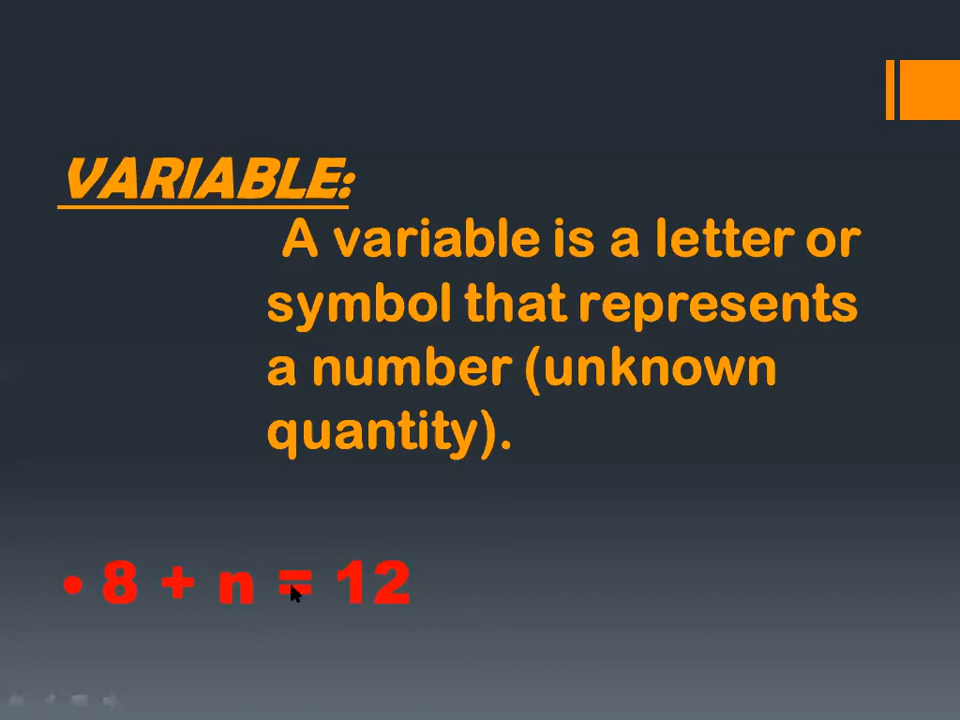 VARIABLE:
A variable is a letter or
symbol that represents
a number (unknown
quantity).
• 8 + n = 12